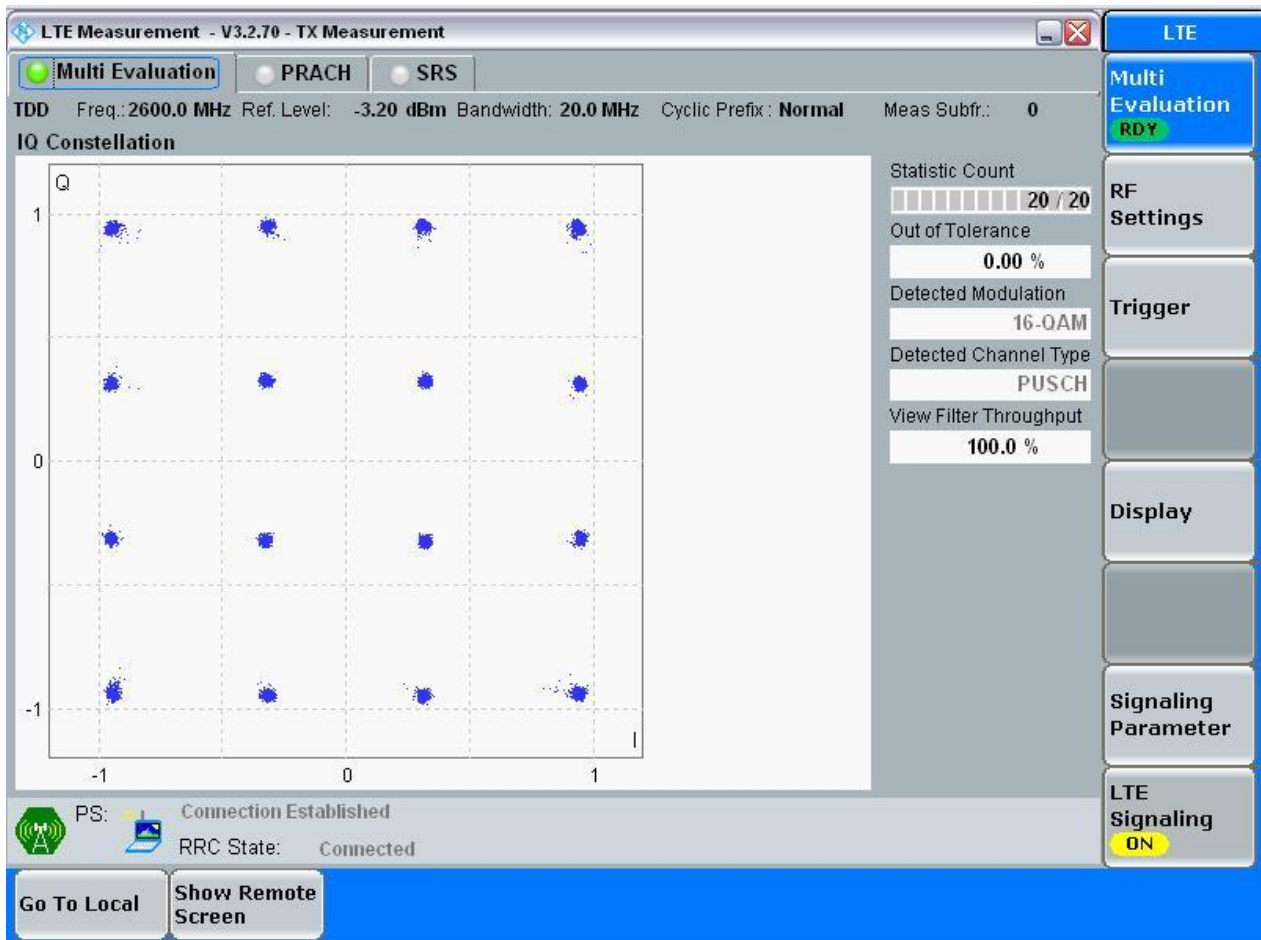 LTE Measurement - V3.2.70 - TX Measurement
LTE
Multi Evaluation PRACH SRS
TDD Freq.: 2600.0 MHz Ref. Level: -3.20 dBm Bandwidth: 20.0 MHz Cyclic Prefix : Normal Meas Subfr.: 0
IQ Constellation
Q
1
0
-1
I
-1 0 1
Statistic Count
20 / 20
Out of Tolerance
0.00 %
Detected Modulation
16-QAM
Detected Channel Type
PUSCH
View Filter Throughput
100.0 %
Multi
Evaluation
RDY
RF
Settings
Trigger
Display
Signaling
Parameter
LTE
Signaling
ON
PS: Connection Established
RRC State: Connected
Go To Local
Show Remote
Screen